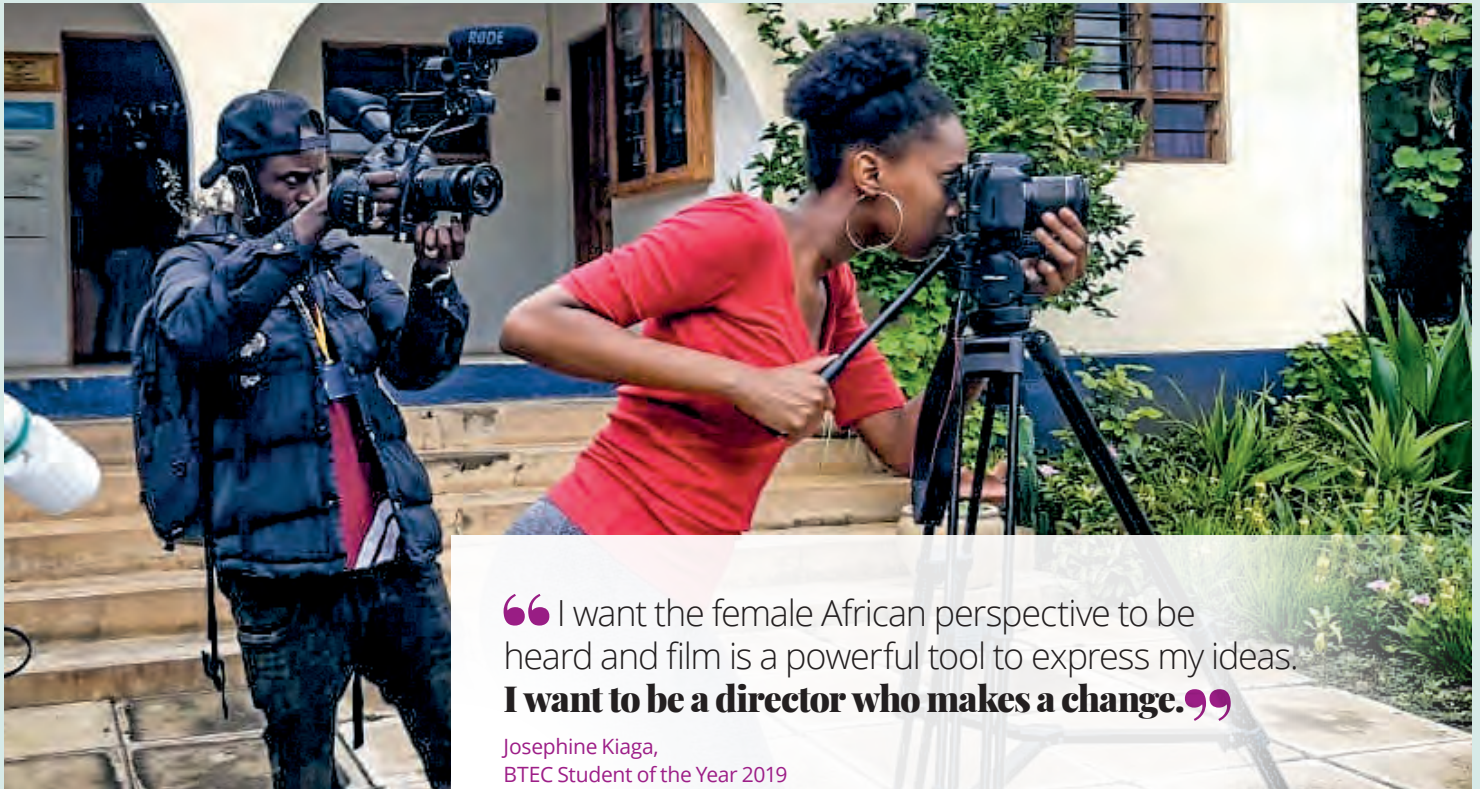 RØDE
“I want the female African perspective to be
heard and film is a powerful tool to express my ideas.
I want to be a director who makes a change.”
Josephine Kiaga,
BTEC Student of the Year 2019